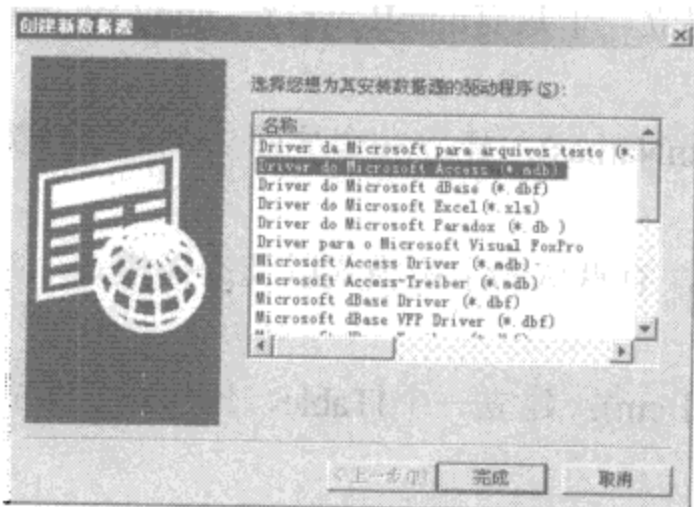 创建新数据源
选择您想为其安装数据源的驱动程序(S):
名称
Driver da Microsoft para arquivos texto (*.
Driver do Microsoft Access (*.mdb)
Driver do Microsoft dBase (*.dbf)
Driver do Microsoft Excel(*.xls)
Driver do Microsoft Paradox (*.db )
Driver para o Microsoft Visual FoxPro
Microsoft Access Driver (*.mdb)
Microsoft Access-Treiber (*.mdb)
Microsoft dBase Driver (*.dbf)
Microsoft dBase VFP Driver (*.dbf)
<上一步(B)
完成
取消